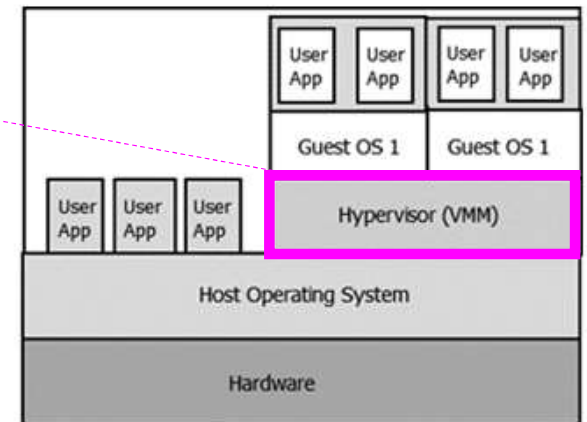 User
App
User
App
User
App
User
App
Guest OS 1
Guest OS 1
Hypervisor (VMM)
User
App
User
App
User
App
Host Operating System
Hardware